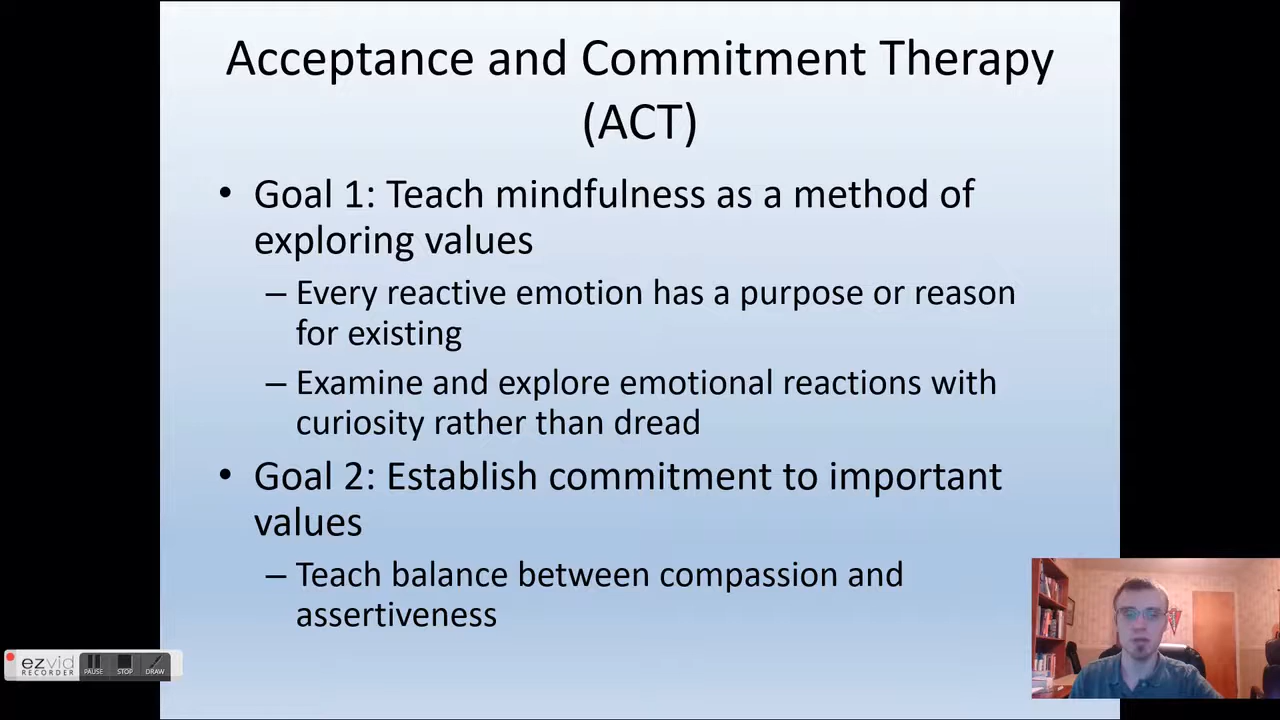 Acceptance and Commitment Therapy
(ACT)
• Goal 1: Teach mindfulness as a method of
exploring values
– Every reactive emotion has a purpose or reason
for existing
– Examine and explore emotional reactions with
curiosity rather than dread
• Goal 2: Establish commitment to important
values
– Teach balance between compassion and
assertiveness
ezvid
RECORDER
PAUSE
STOP
DRAW